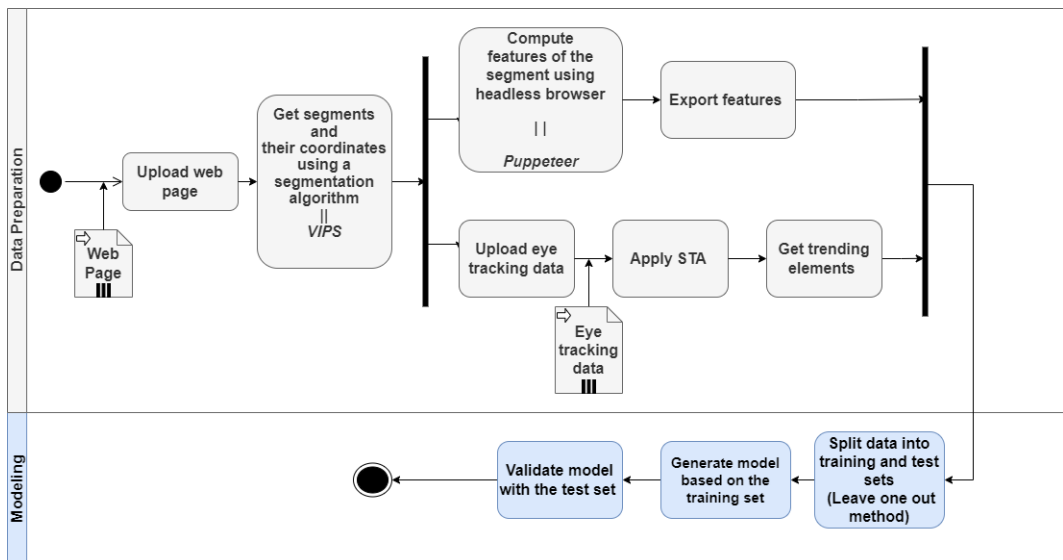 Data Preparation
Upload web
page
Web
Page
Get segments
and
their coordinates
using a
segmentation
algorithm
||
VIPS
Compute
features of the
segment using
headless browser
| |
Puppeteer
Export features
Upload eye
tracking data
Eye
tracking
data
Apply STA
Get trending
elements
Modeling
Split data into
training and test
sets
(Leave one out
method)
Generate model
based on the
training set
Validate model
with the test set